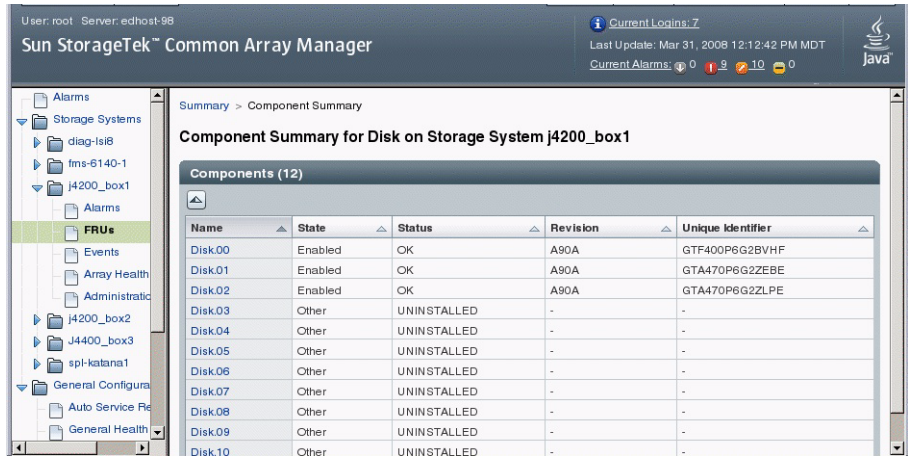 User: root Server: edhost-98
Sun StorageTek™ Common Array Manager
Current Logins: 7
Last Update: Mar 31, 2008 12:12:42 PM MDT
Current Alarms: 0 9 10 0
Java™
Alarms
Storage Systems
diag-lsi8
fms-6140-1
j4200_box1
Alarms
FRUs
Events
Array Health
Administratic
j4200_box2
J4400_box3
spl-katana1
General Configura
Auto Service Re
General Health
Summary > Component Summary
Component Summary for Disk on Storage System j4200_box1
Components (12)
Name State Status Revision Unique Identifier
Disk.00 Enabled OK A90A GTF400P6G2BVHF
Disk.01 Enabled OK A90A GTA470P6G2ZEBE
Disk.02 Enabled OK A90A GTA470P6G2ZLPE
Disk.03 Other UNINSTALLED - -
Disk.04 Other UNINSTALLED - -
Disk.05 Other UNINSTALLED - -
Disk.06 Other UNINSTALLED - -
Disk.07 Other UNINSTALLED - -
Disk.08 Other UNINSTALLED - -
Disk.09 Other UNINSTALLED - -
Disk.10 Other UNINSTALLED - -